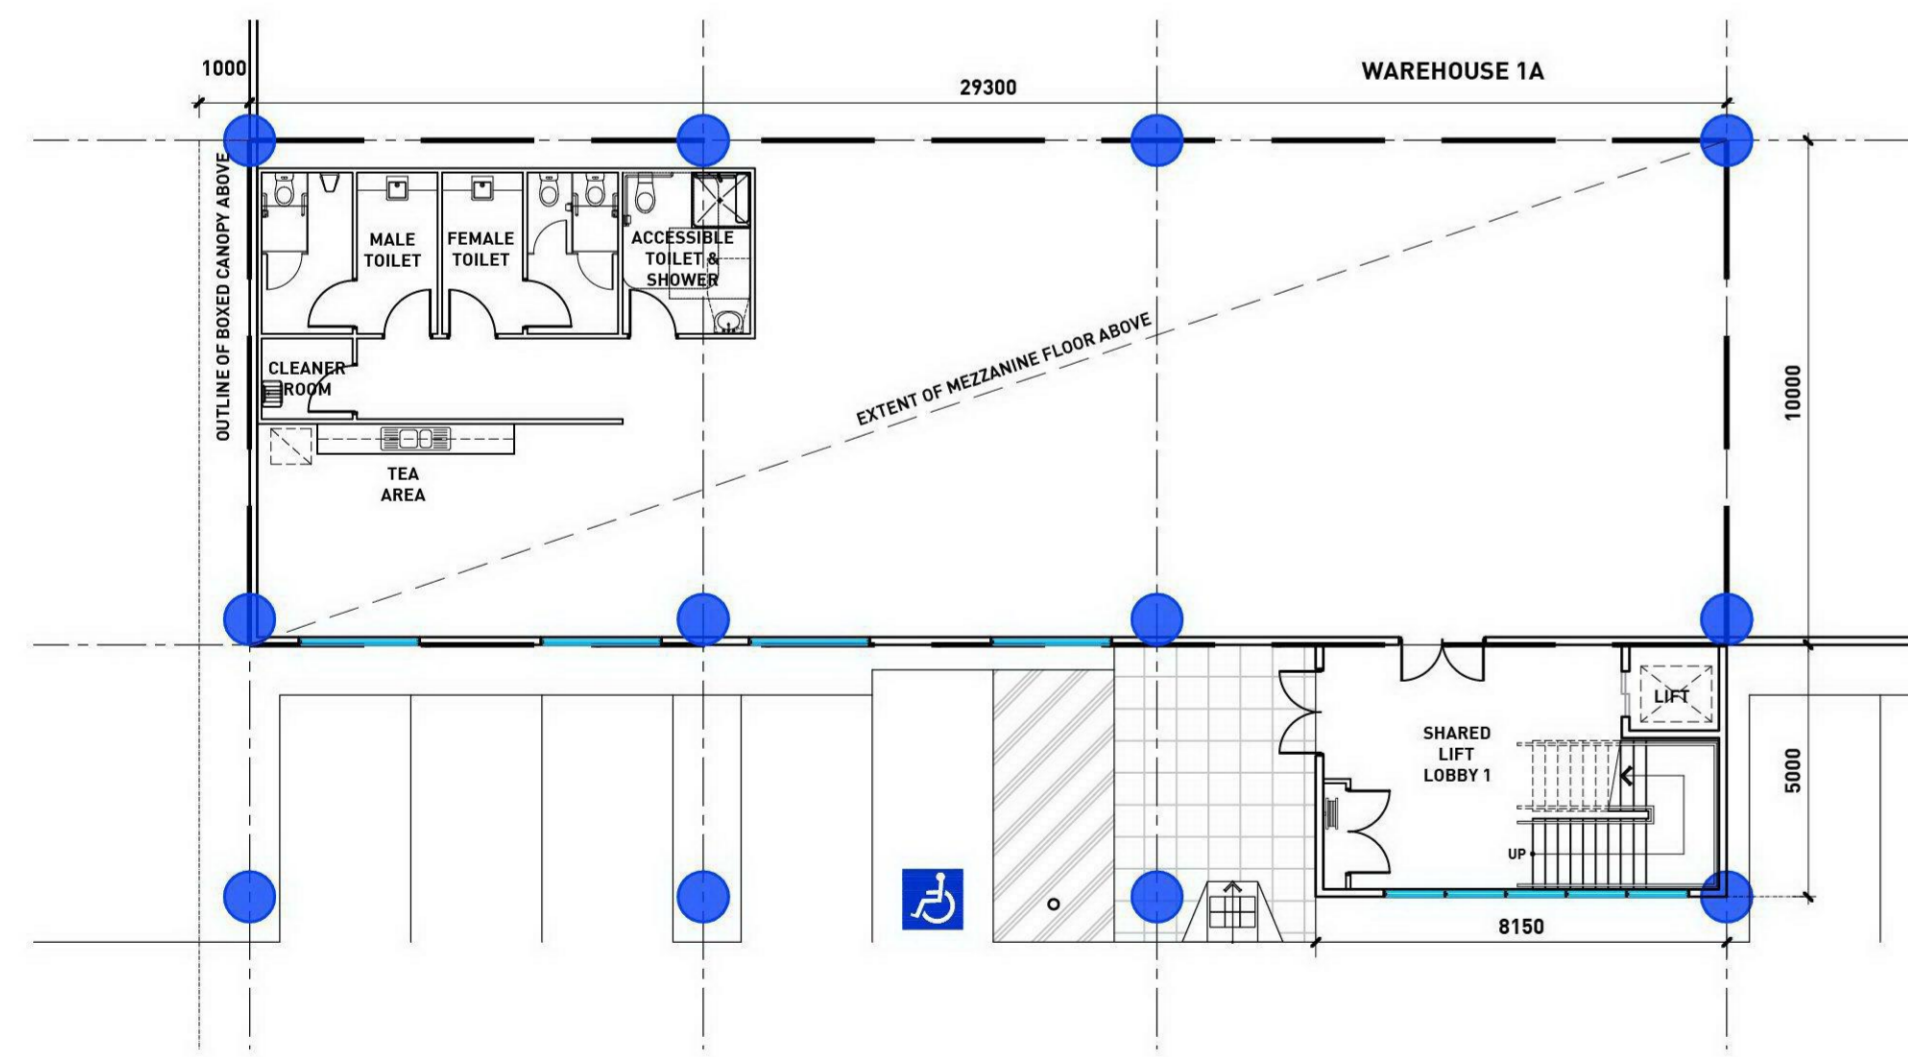 1000
29300
WAREHOUSE 1A
OUTLINE OF BOXED CANOPY ABOVE
MALE
TOILET
FEMALE
TOILET
ACCESSIBLE
TOILET &
SHOWER
CLEANER
ROOM
EXTENT OF MEZZANINE FLOOR ABOVE
10000
TEA
AREA
LIFT
SHARED
LIFT
LOBBY 1
5000
UP
8150